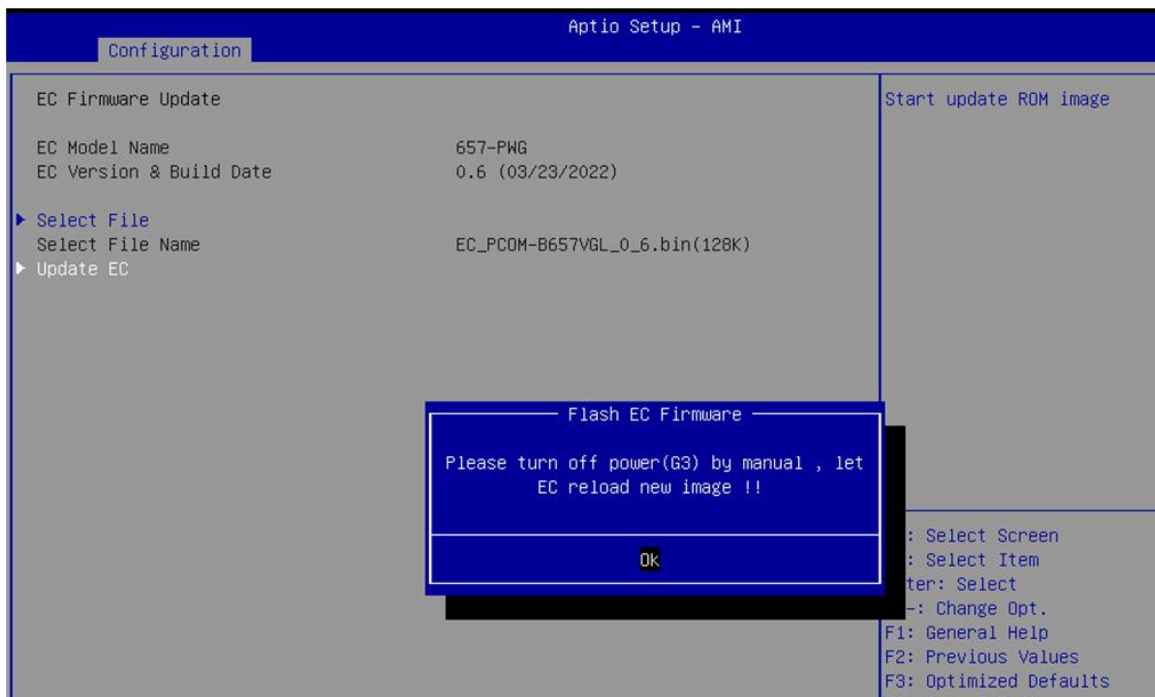 Aptio Setup - AMI
Configuration
EC Firmware Update
Start update ROM image
EC Model Name 657-PWG
EC Version & Build Date 0.6 (03/23/2022)
Select File
Select File Name EC_PCOM-B657VGL_0_6.bin(128K)
Update EC
Flash EC Firmware
Please turn off power(G3) by manual , let
EC reload new image !!
Ok
: Select Screen
: Select Item
ter: Select
-: Change Opt.
F1: General Help
F2: Previous Values
F3: Optimized Defaults